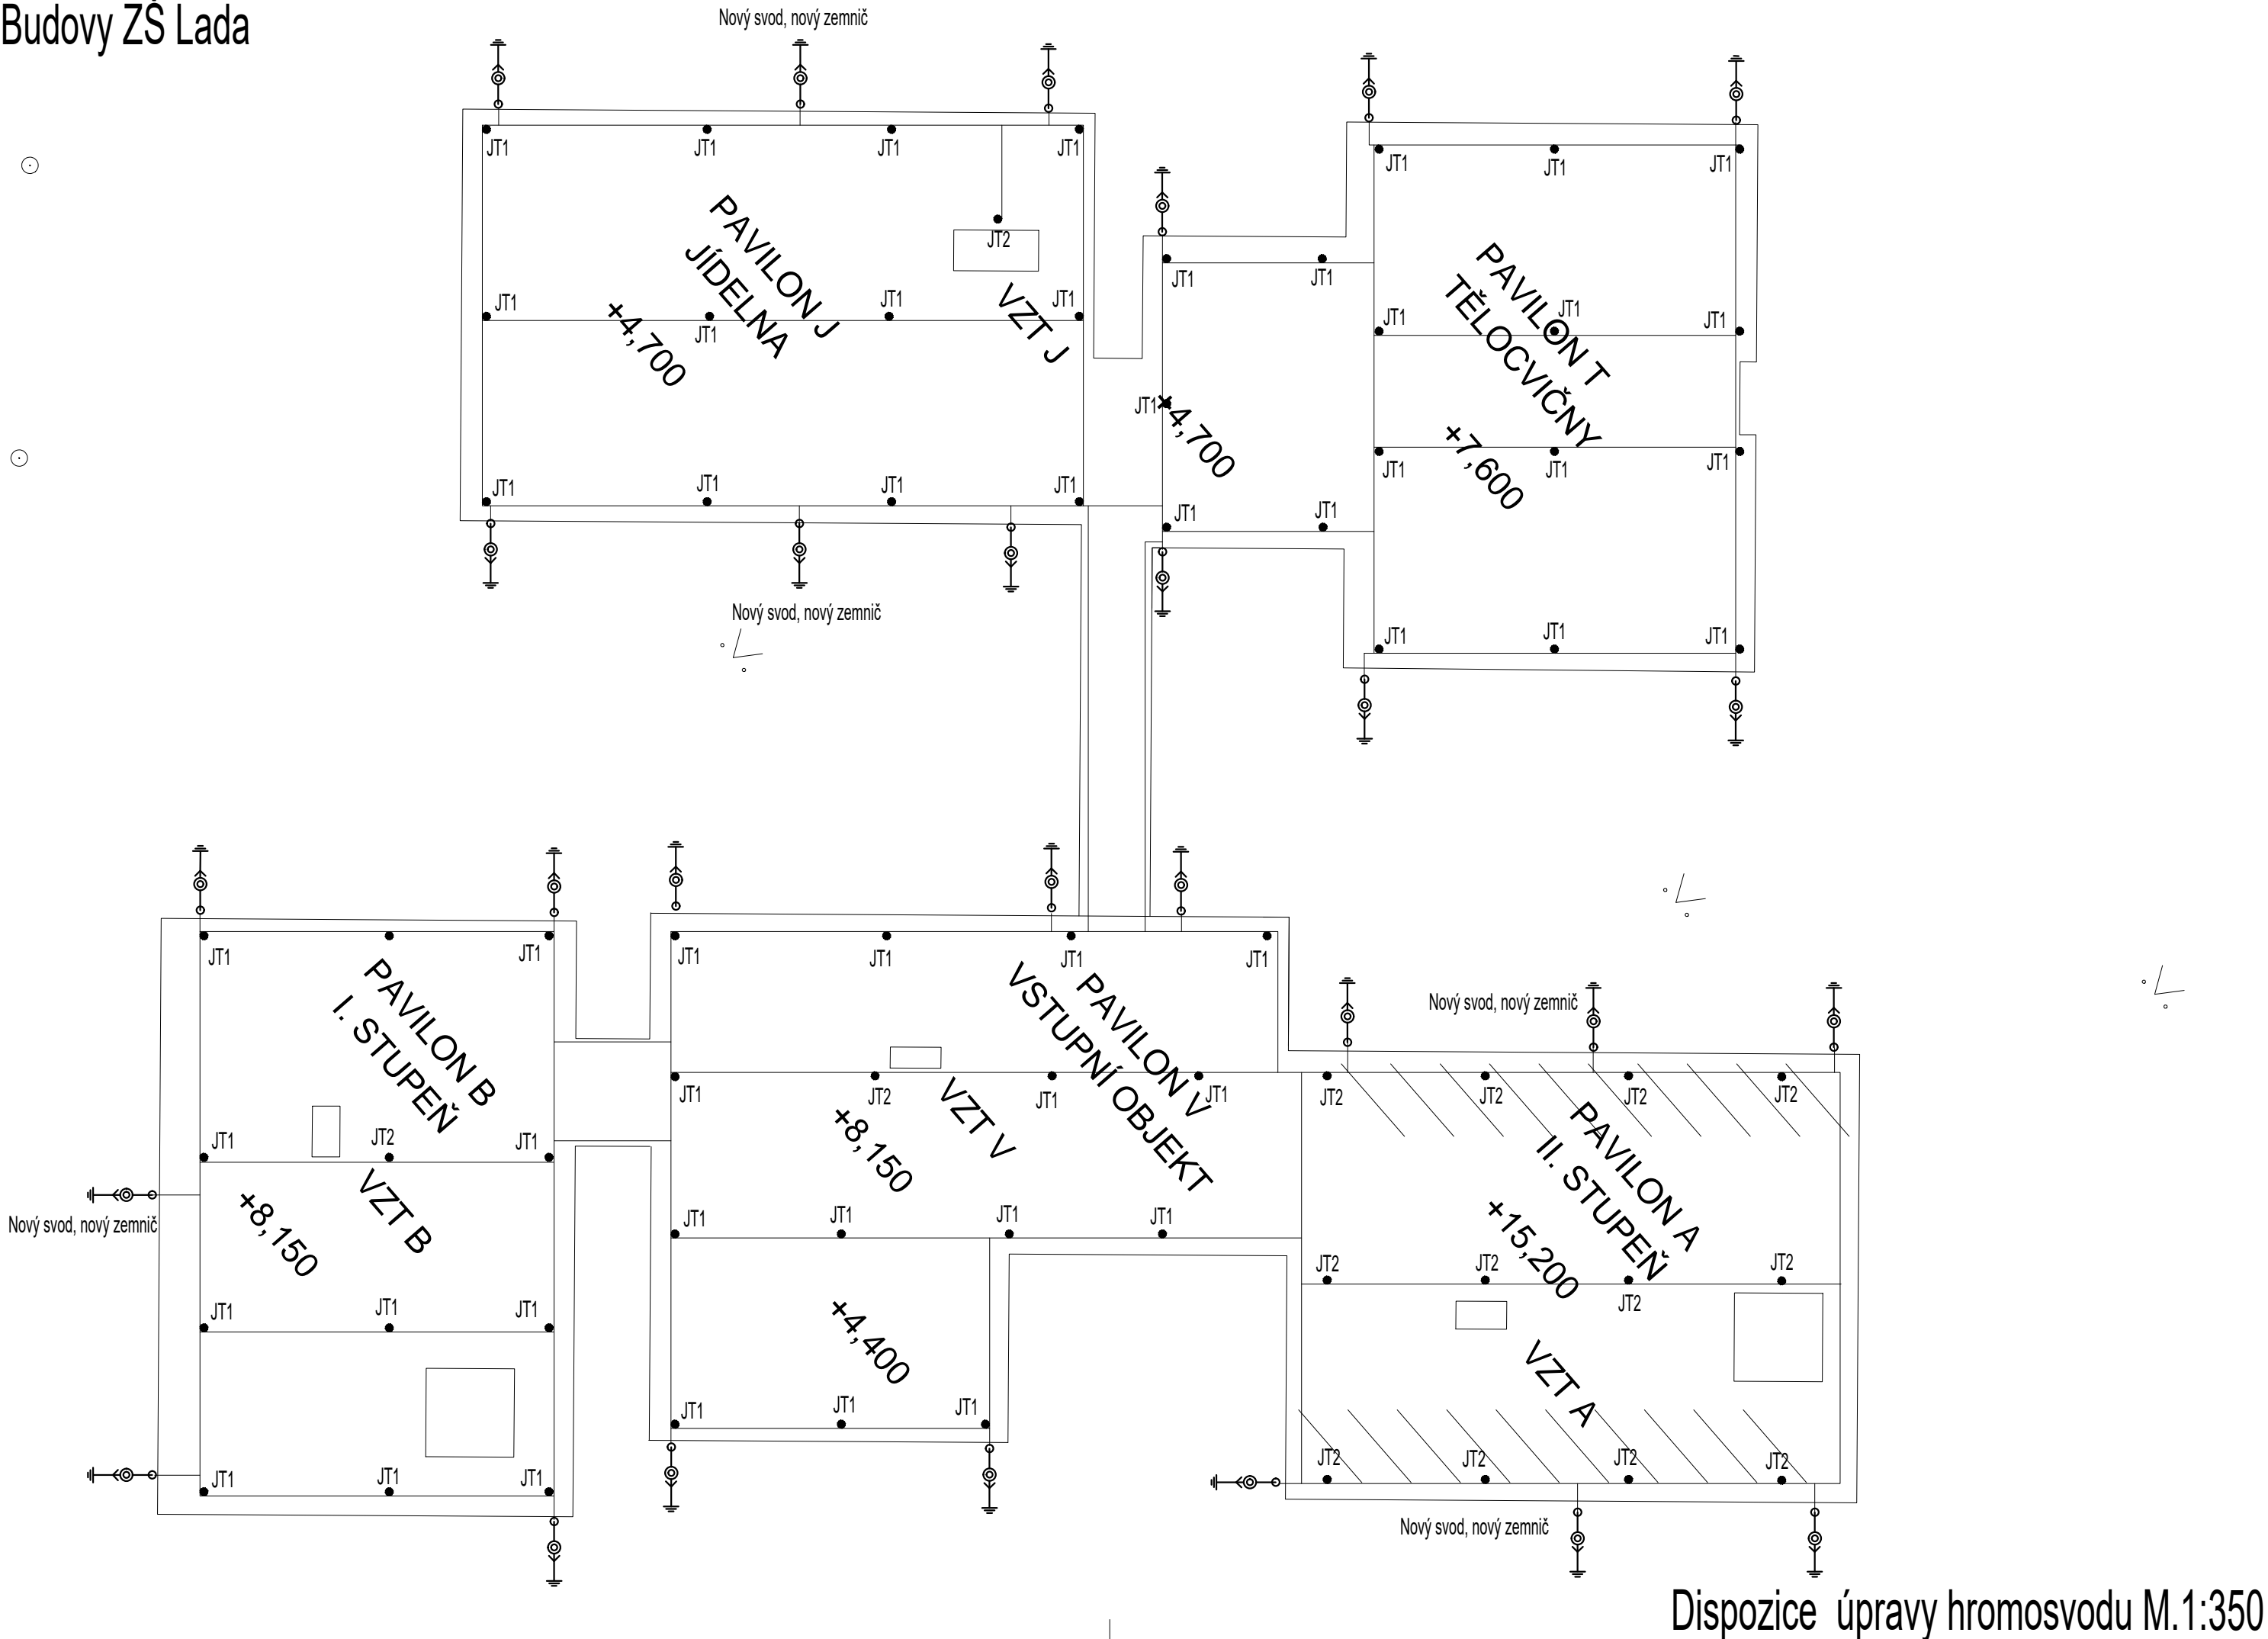 Budovy ZŠ Lada
Nový svod, nový zemnič
JT1
JT1
JT1
JT1
JT1
JT1
JT1
PAVILON J
JÍDELNA
JT2
VZT J
JT1
JT1
PAVILON T
TĚLOCVIČNY
JT1
JT1
JT1
JT1
+4,700
JT1
JT1
JT1
JT1
JT1
+4,700
JT1
+7,600
JT1
JT1
JT1
JT1
JT1
JT1
JT1
JT1
JT1
Nový svod, nový zemnič
JT1
JT1
JT1
JT1
JT1
JT1
JT1
JT1
JT1
PAVILON B
I. STUPEŇ
PAVILON V
VSTUPNÍ OBJEKT
Nový svod, nový zemnič
JT1
JT2
JT1
JT1
JT2
JT1
JT1
JT2
JT2
JT2
JT2
VZT V
+8,150
PAVILON A
II. STUPEŇ
VZT B
+8,150
Nový svod, nový zemnič
JT1
JT1
JT1
JT1
+15,200
JT2
JT2
JT2
JT2
JT1
JT1
JT1
+4,400
VZT A
JT1
JT1
JT1
JT1
JT1
JT1
JT2
JT2
JT2
JT2
Nový svod, nový zemnič
Dispozice úpravy hromosvodu M.1:350